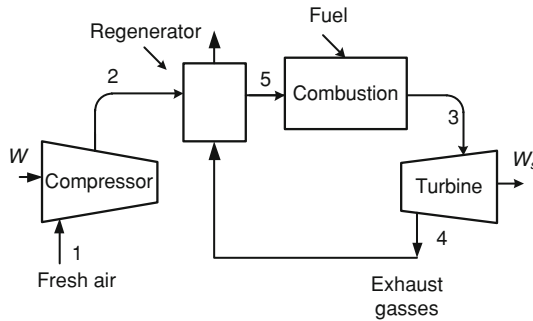 Fuel
Regenerator
2
5
Combustion
3
W
Compressor
Turbine
1
4
Fresh air
Exhaust
gasses